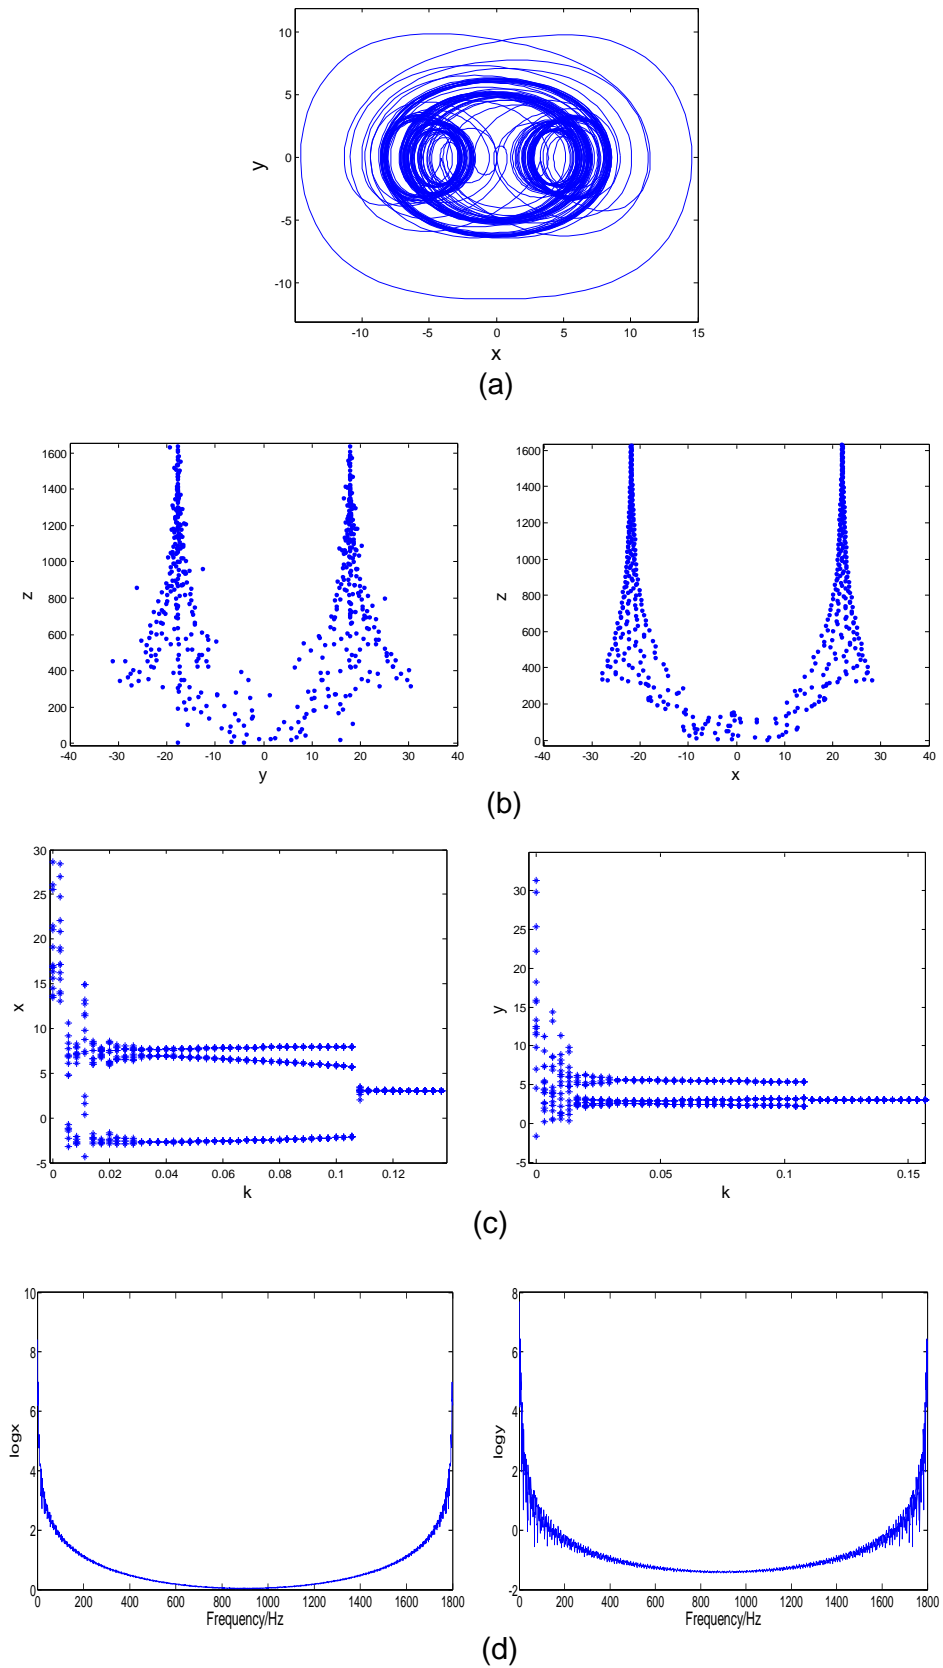 10
5
0
-5
-10
y
-10 -5 0 5 10 15
x
(a)
1600
1400
1200
1000
800
600
400
200
0
z
-40 -30 -20 -10 0 10 20 30 40
y
1600
1400
1200
1000
800
600
400
200
0
z
-40 -30 -20 -10 0 10 20 30 40
x
(b)
30
25
20
15
10
5
0
-5
x
0 0.02 0.04 0.06 0.08 0.1 0.12
k
30
25
20
15
10
5
0
-5
y
0 0.05 0.1 0.15
k
(c)
10
8
6
4
2
0
logx
0 200 400 600 800 1000 1200 1400 1600 1800
Frequency/Hz
8
6
4
2
0
-2
logy
0 200 400 600 800 1000 1200 1400 1600 1800
Frequency/Hz
(d)